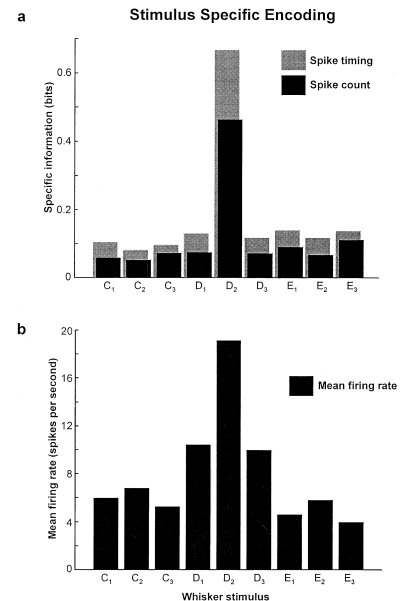 Stimulus Specific Encoding
a
Specific information (bits)
0.6
0.4
0.2
0
Spike timing
Spike count
C1 C2 C3 D1 D2 D3 E1 E2 E3
b
Mean firing rate (spikes per second)
20
16
12
8
4
0
Mean firing rate
C1 C2 C3 D1 D2 D3 E1 E2 E3
Whisker stimulus